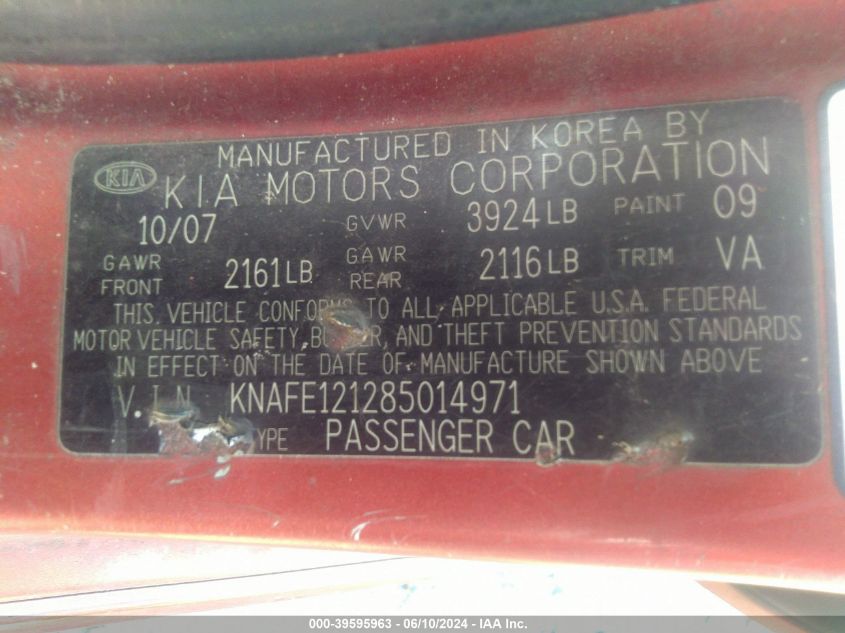 MANUFACTURED IN KOREA BY
KIA KIA MOTORS CORPORATION
10/07 GVWR 3924LB PAINT 09
GAWR FRONT 2161LB GAWR REAR 2116LB TRIM VA
THIS VEHICLE CONFORMS TO ALL APPLICABLE U.S.A. FEDERAL
MOTOR VEHICLE SAFETY, R, AND THEFT PREVENTION STANDARDS
IN EFFECT ON THE DATE OF MANUFACTURE SHOWN ABOVE
V I N KNAFE121285014971
YPE PASSENGER CAR
000-39595963 - 06/10/2024 - IAA Inc.